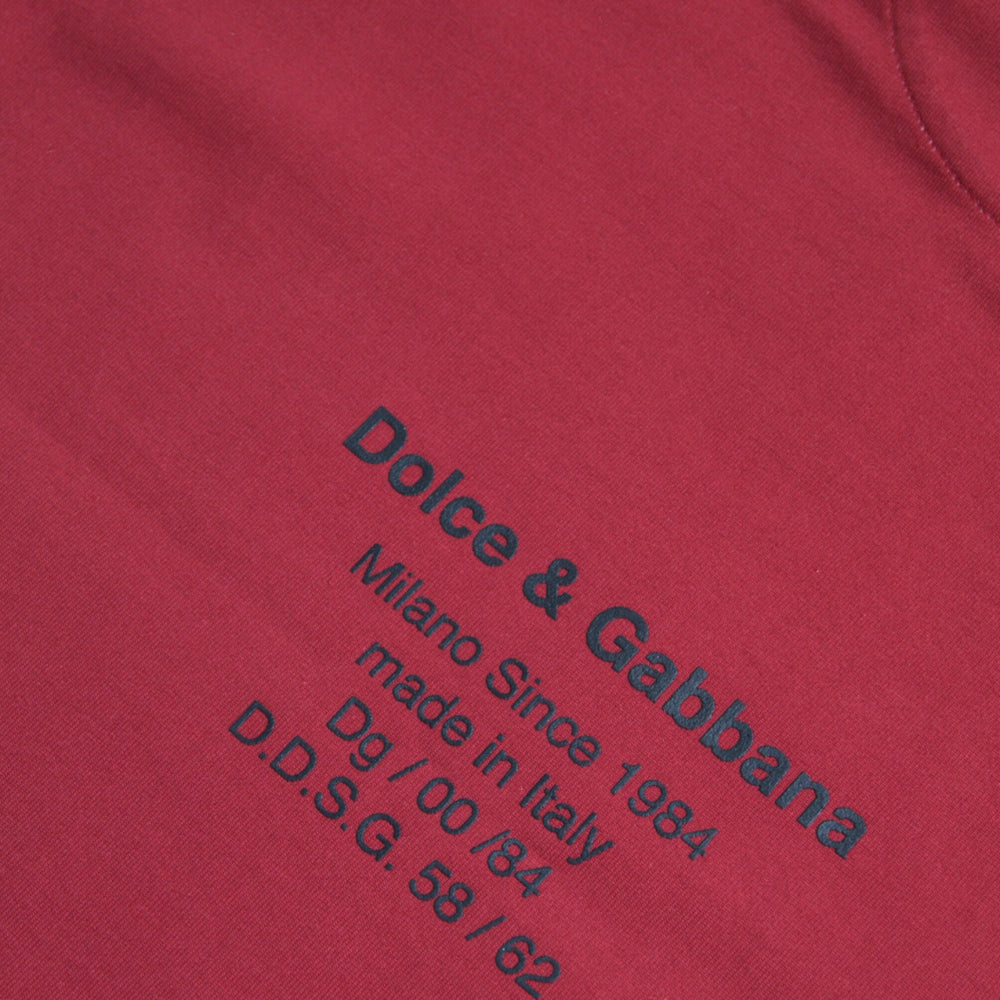 Dolce & Gabbana
Milano Since 1984
made in Italy
Dg / 00 /84
D.D.S.G. 58 / 62